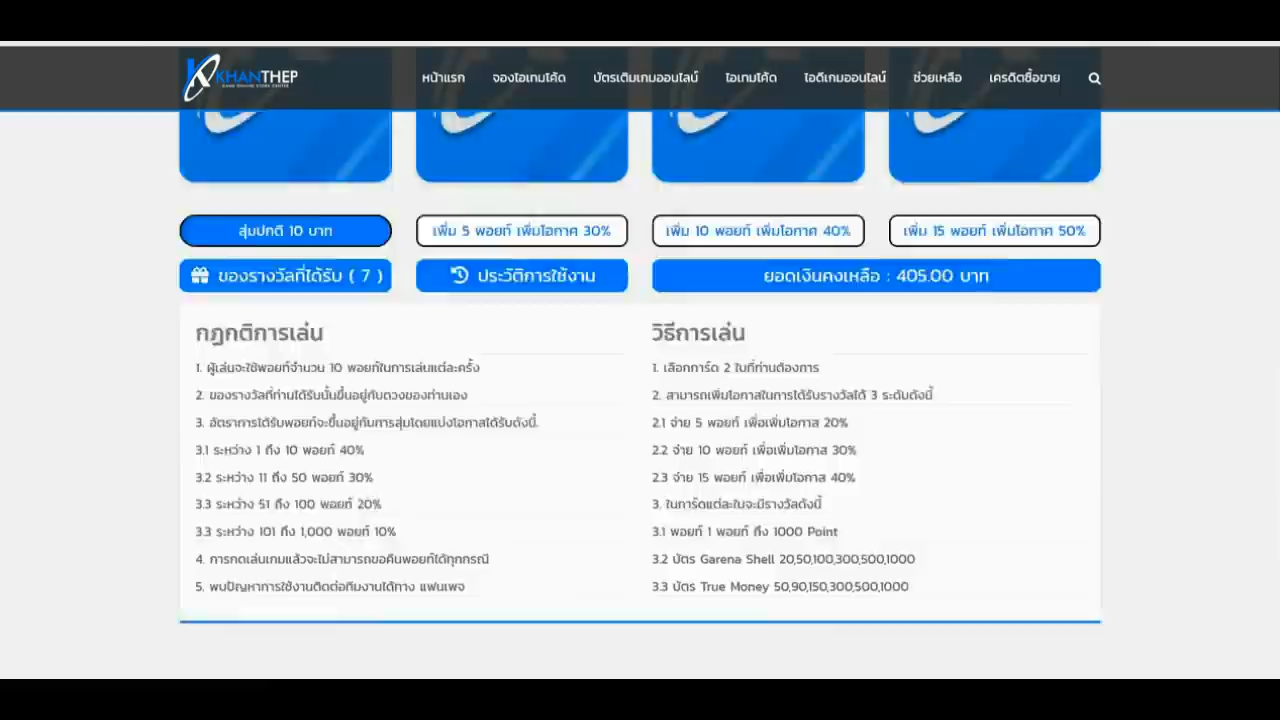 KHANTHEP
หน้าแรก จองไอเทมโค้ด บัตรเติมเกมออนไลน์ ไอเทมโค้ด ไอดีเกมออนไลน์ ช่วยเหลือ เครดิตซื้อขาย
สุ่มปกติ 10 บาท
เพิ่ม 5 พอยท์ เพิ่มโอกาศ 30%
เพิ่ม 10 พอยท์ เพิ่มโอกาศ 40%
เพิ่ม 15 พอยท์ เพิ่มโอกาศ 50%
ของรางวัลที่ได้รับ ( 7 )
ประวัติการใช้งาน
ยอดเงินคงเหลือ : 405.00 บาท
กฏกติการเล่น
1. ผู้เล่นจะใช้พอยท์จำนวน 10 พอยท์ในการเล่นแต่ละครั้ง
2. ของรางวัลที่ท่านได้รับนั้นขึ้นอยู่กับดวงของท่านเอง
3. อัตราการได้รับพอยท์จะขึ้นอยู่กับการสุ่มโดยแบ่งโอกาสได้รับดังนี้.
3.1 ระหว่าง 1 ถึง 10 พอยท์ 40%
3.2 ระหว่าง 11 ถึง 50 พอยท์ 30%
3.3 ระหว่าง 51 ถึง 100 พอยท์ 20%
3.3 ระหว่าง 101 ถึง 1,000 พอยท์ 10%
4. การกดเล่นเกมแล้วจะไม่สามารถขอคืนพอยท์ได้ทุกกรณี
5. พบปัญหาการใช้งานติดต่อทีมงานได้ทาง แฟนเพจ
วิธีการเล่น
1. เลือกการ์ด 2 ใบที่ท่านต้องการ
2. สามารถเพิ่มโอกาสในการได้รับรางวัลได้ 3 ระดับดังนี้
2.1 จ่าย 5 พอยท์ เพื่อเพิ่มโอกาส 20%
2.2 จ่าย 10 พอยท์ เพื่อเพิ่มโอกาส 30%
2.3 จ่าย 15 พอยท์ เพื่อเพิ่มโอกาส 40%
3. ในการ์ดแต่ละใบจะมีรางวัลดังนี้
3.1 พอยท์ 1 พอยท์ ถึง 1000 Point
3.2 บัตร Garena Shell 20,50,100,300,500,1000
3.3 บัตร True Money 50,90,150,300,500,1000